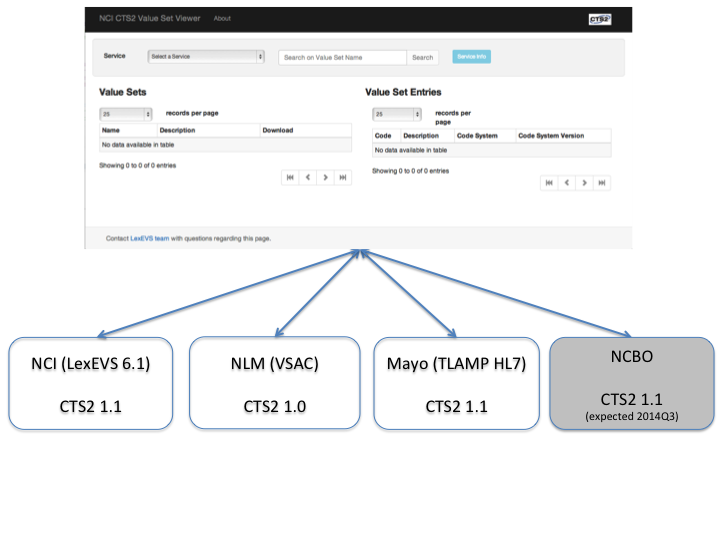 NCI CTS2 Value Set Viewer About
CTS2
Service Select a Service Search on Value Set Name Search Service Info
Value Sets
25 records per page
Name Description Download
No data available in table
Showing 0 to 0 of 0 entries
Value Set Entries
25 records per
page
Code Description Code System Code System Version
No data available in table
Showing 0 to 0 of 0 entries
Contact LexEVS team with questions regarding this page.
NCI (LexEVS 6.1)
CTS2 1.1
NLM (VSAC)
CTS2 1.0
Mayo (TLAMP HL7)
CTS2 1.1
NCBO
CTS2 1.1
(expected 2014Q3)